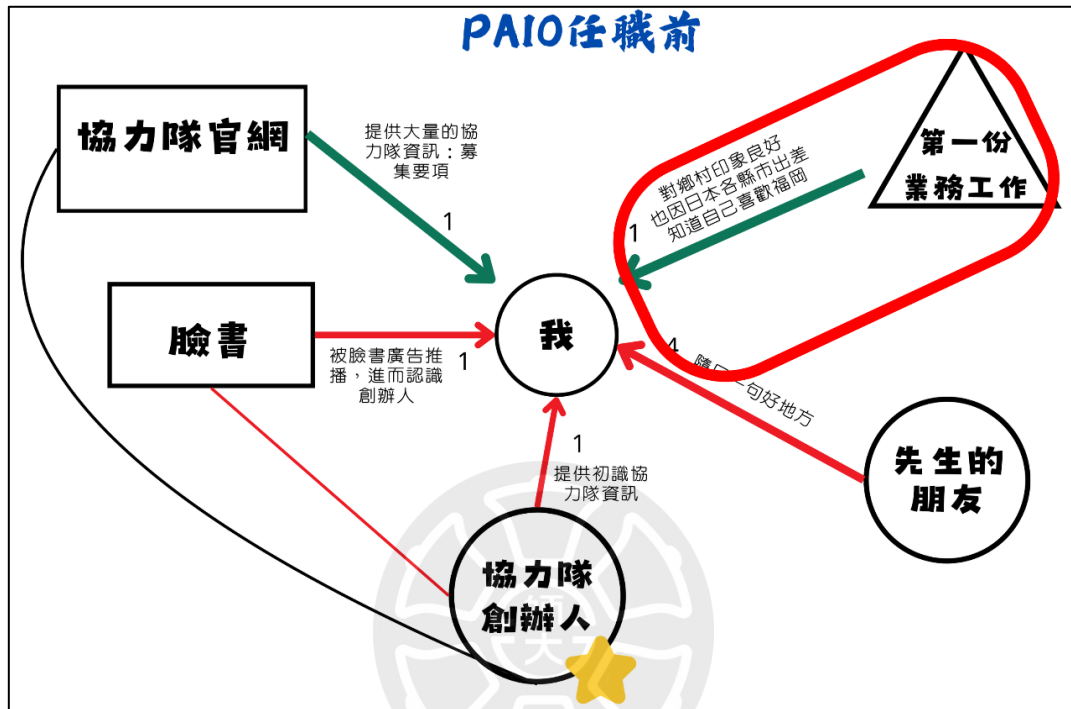 PAIO任職前
協力隊官網
提供大量的協
力隊資訊：募
集要項
1
對鄉村印象良好
也因日本各縣市出差
知道自己喜歡福岡
1
第一份
業務工作
臉書
被臉書廣告推
播，進而認識
創辦人
1
我
4
隨口一句好地方
先生的
朋友
1
提供初識協
力隊資訊
協力隊
創辦人
師
大